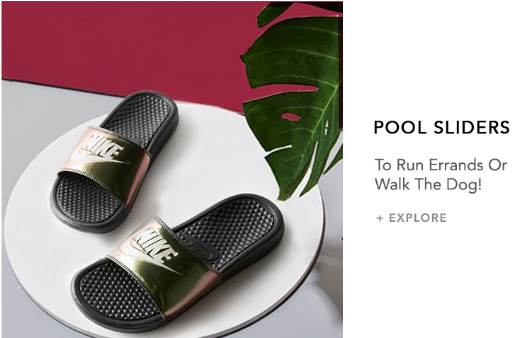 NIKE
NIKE
POOL SLIDERS
To Run Errands Or
Walk The Dog!
+ EXPLORE